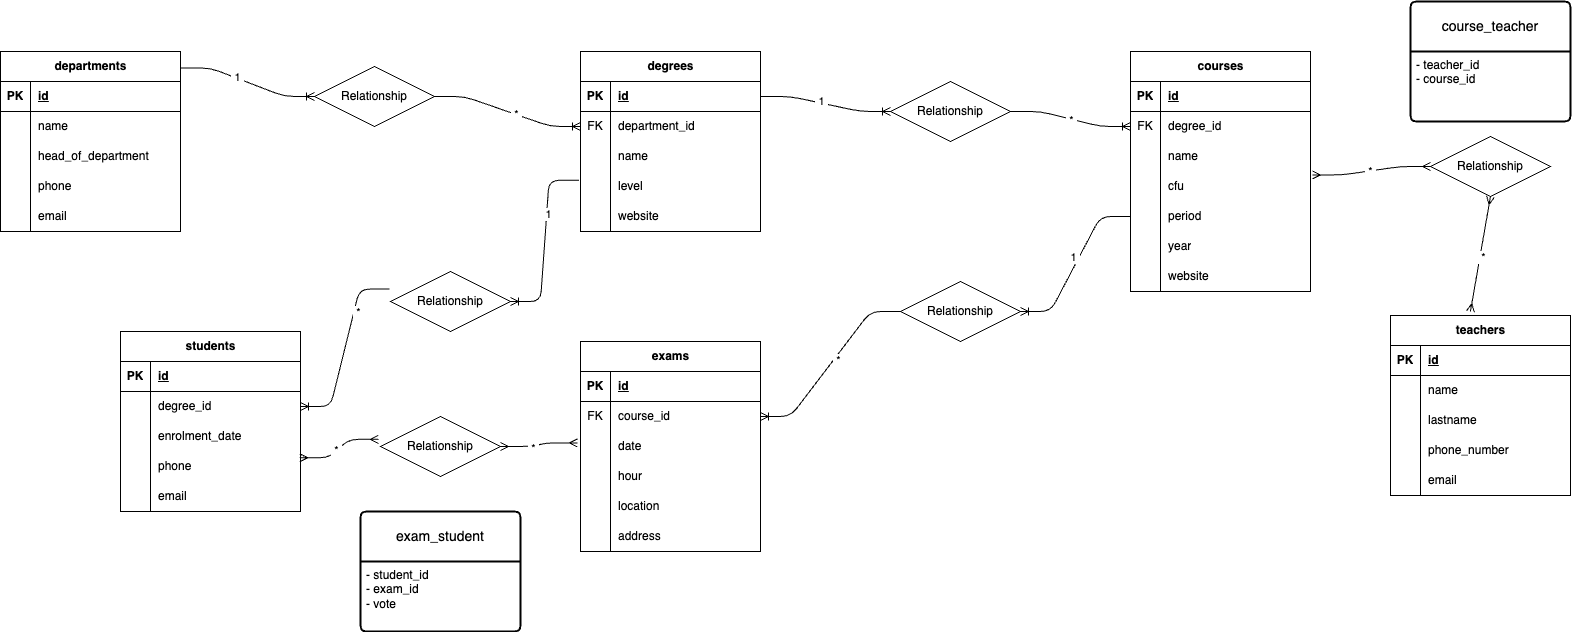 course_teacher
- teacher_id
- course_id
departments
PK id
name
head_of_department
phone
email
1
Relationship
*
degrees
PK id
FK department_id
name
level
website
1
Relationship
*
courses
PK id
FK degree_id
name
cfu
period
year
website
*
Relationship
*
1
Relationship
*
1
Relationship
*
students
PK id
degree_id
enrolment_date
phone
email
*
Relationship
*
exams
PK id
FK course_id
date
hour
location
address
teachers
PK id
name
lastname
phone_number
email
exam_student
- student_id
- exam_id
- vote